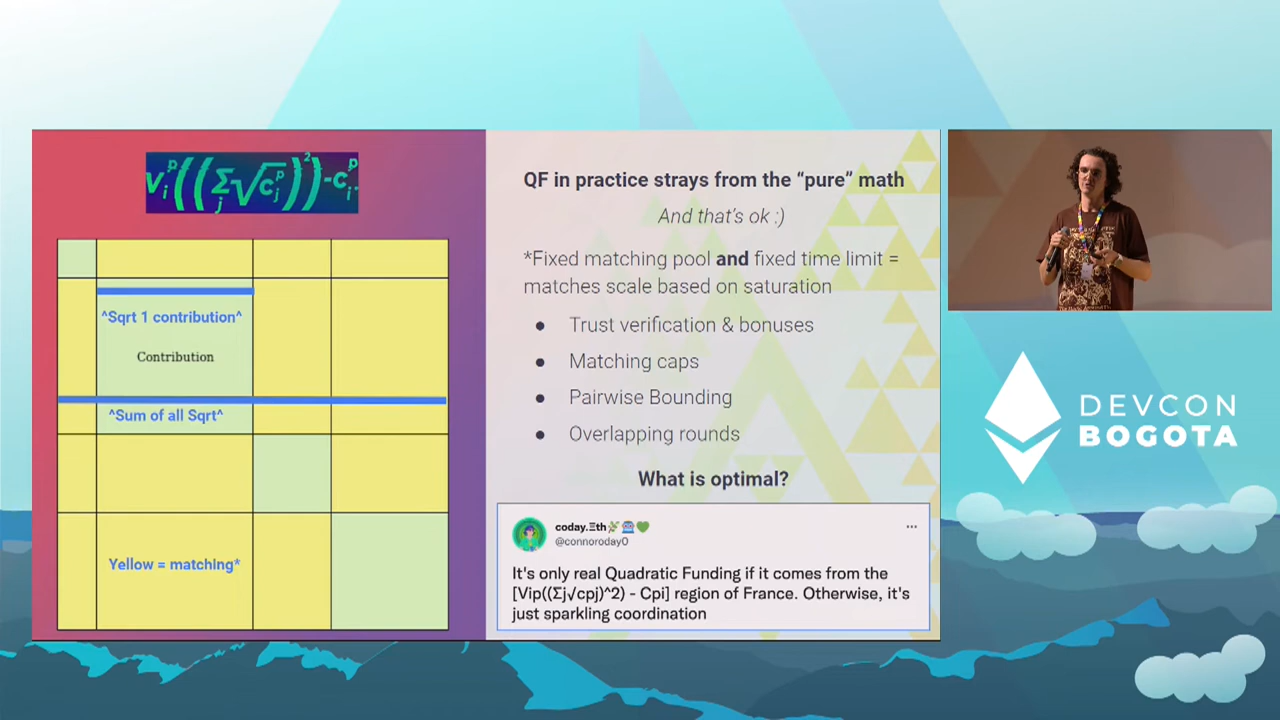 V_i^p((Σ_j√c_j^p)^2)-c_i^p.
^Sqrt 1 contribution^
Contribution
^Sum of all Sqrt^
Yellow = matching*
QF in practice strays from the “pure” math
And that’s ok :)
*Fixed matching pool and fixed time limit =
matches scale based on saturation
● Trust verification & bonuses
● Matching caps
● Pairwise Bounding
● Overlapping rounds
What is optimal?
coday.Ξth🌿👨‍🚀💚
@connoroday0
...
It's only real Quadratic Funding if it comes from the
[Vip((Σj√cpj)^2) - Cpi] region of France. Otherwise, it's
just sparkling coordination
DEVCON
BOGOTA